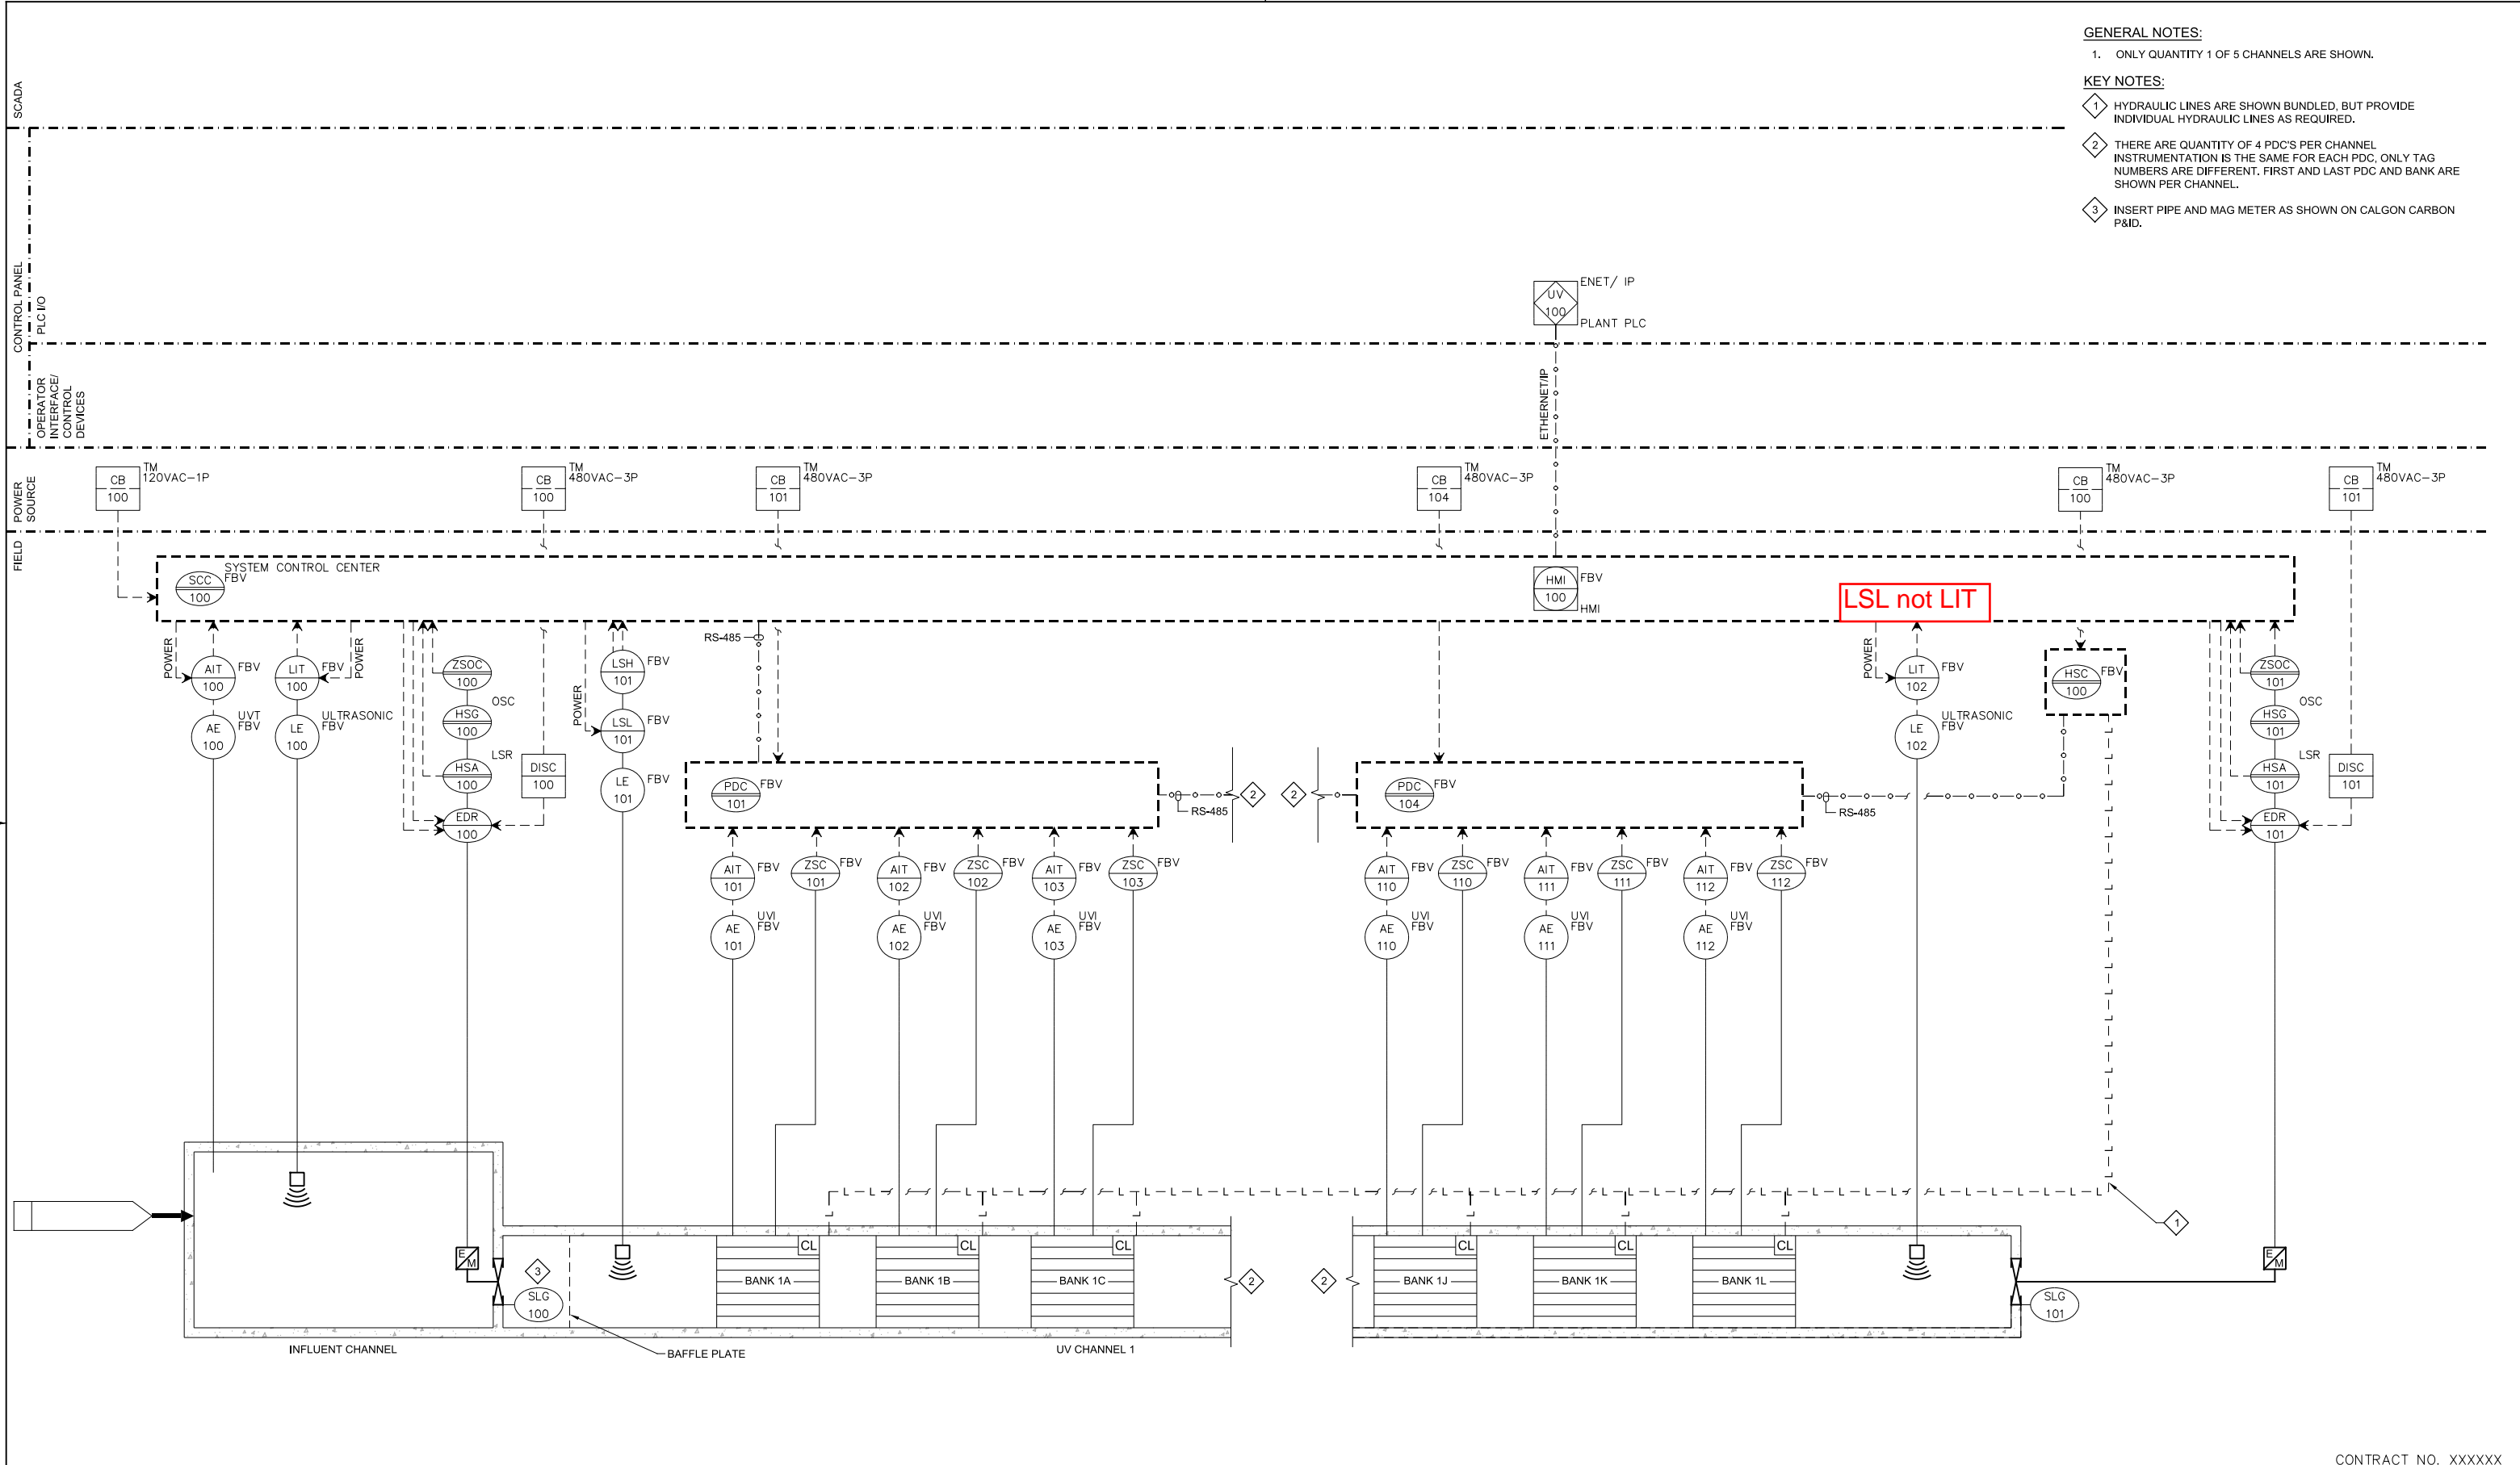 GENERAL NOTES:
1. ONLY QUANTITY 1 OF 5 CHANNELS ARE SHOWN.
KEY NOTES:
1 HYDRAULIC LINES ARE SHOWN BUNDLED, BUT PROVIDE
INDIVIDUAL HYDRAULIC LINES AS REQUIRED.
2 THERE ARE QUANTITY OF 4 PDC'S PER CHANNEL
INSTRUMENTATION IS THE SAME FOR EACH PDC, ONLY TAG
NUMBERS ARE DIFFERENT. FIRST AND LAST PDC AND BANK ARE
SHOWN PER CHANNEL.
3 INSERT PIPE AND MAG METER AS SHOWN ON CALGON CARBON
P&ID.
SCADA
CONTROL PANEL
PLC I/O
OPERATOR
INTERFACE/
CONTROL
DEVICES
POWER
SOURCE
FIELD
UV
100
ENET/ IP
PLANT PLC
ETHERNET/IP
CB
100
TM
120VAC-1P
CB
100
TM
480VAC-3P
CB
101
TM
480VAC-3P
CB
104
TM
480VAC-3P
CB
100
TM
480VAC-3P
CB
101
TM
480VAC-3P
SYSTEM CONTROL CENTER
SCC
100
FBV
HMI
100
FBV
HMI
LSL not LIT
POWER
AIT
100
FBV
AE
100
UVT
FBV
LIT
100
FBV
POWER
LE
100
ULTRASONIC
FBV
ZSOC
100
OSC
HSG
100
LSR
HSA
100
EDR
100
DISC
100
POWER
LSH
101
FBV
LSL
101
FBV
LE
101
FBV
RS-485
PDC
101
FBV
RS-485
2
2
PDC
104
FBV
RS-485
POWER
LIT
102
FBV
LE
102
ULTRASONIC
FBV
HSC
100
FBV
ZSOC
101
OSC
HSG
101
LSR
HSA
101
EDR
101
DISC
101
AIT
101
FBV
ZSC
101
FBV
AIT
102
FBV
ZSC
102
FBV
AIT
103
FBV
ZSC
103
FBV
AIT
110
FBV
ZSC
110
FBV
AIT
111
FBV
ZSC
111
FBV
AIT
112
FBV
ZSC
112
FBV
AE
101
UVI
FBV
AE
102
UVI
FBV
AE
103
UVI
FBV
AE
110
UVI
FBV
AE
111
UVI
FBV
AE
112
UVI
FBV
L L L L L L L L L L L L L L L L L L
1
E/M
3
SLG
100
CL
BANK 1A
CL
BANK 1B
CL
BANK 1C
2
2
CL
BANK 1J
CL
BANK 1K
CL
BANK 1L
SLG
101
E/M
INFLUENT CHANNEL
BAFFLE PLATE
UV CHANNEL 1
CONTRACT NO. XXXXXX